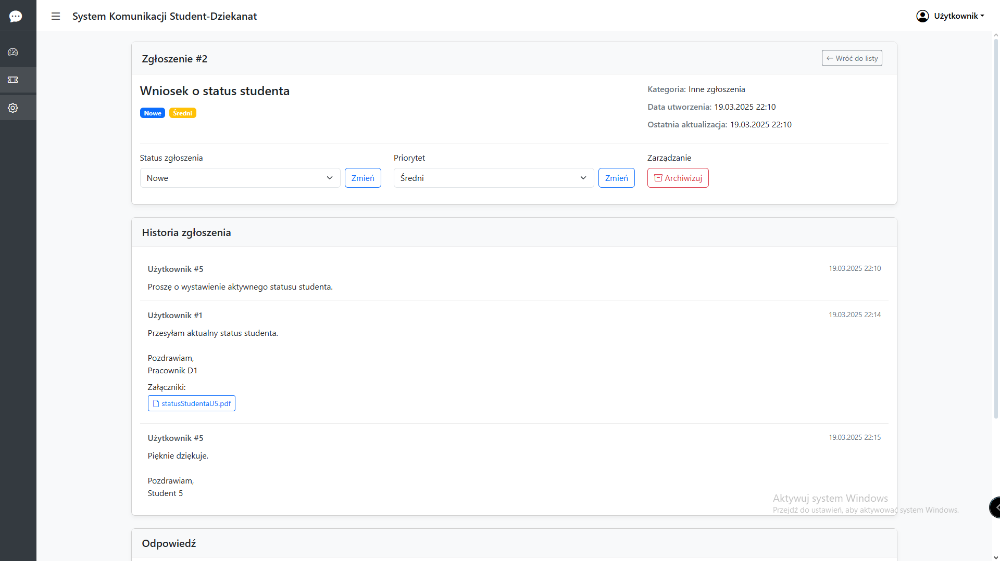 System Komunikacji Student-Dziekanat
Użytkownik
Zgłoszenie #2
Wróć do listy
Wniosek o status studenta
Nowe Średni
Kategoria: Inne zgłoszenia
Data utworzenia: 19.03.2025 22:10
Ostatnia aktualizacja: 19.03.2025 22:10
Status zgłoszenia
Nowe
Zmień
Priorytet
Średni
Zmień
Zarządzanie
Archiwizuj
Historia zgłoszenia
Użytkownik #5
19.03.2025 22:10
Proszę o wystawienie aktywnego statusu studenta.
Użytkownik #1
19.03.2025 22:14
Przesyłam aktualny status studenta.
Pozdrawiam,
Pracownik D1
Załączniki:
statusStudentaU5.pdf
Użytkownik #5
19.03.2025 22:15
Pięknie dziękuje.
Pozdrawiam,
Student 5
Aktywuj system Windows
Przejdź do ustawień, aby aktywować system Windows.
Odpowiedź